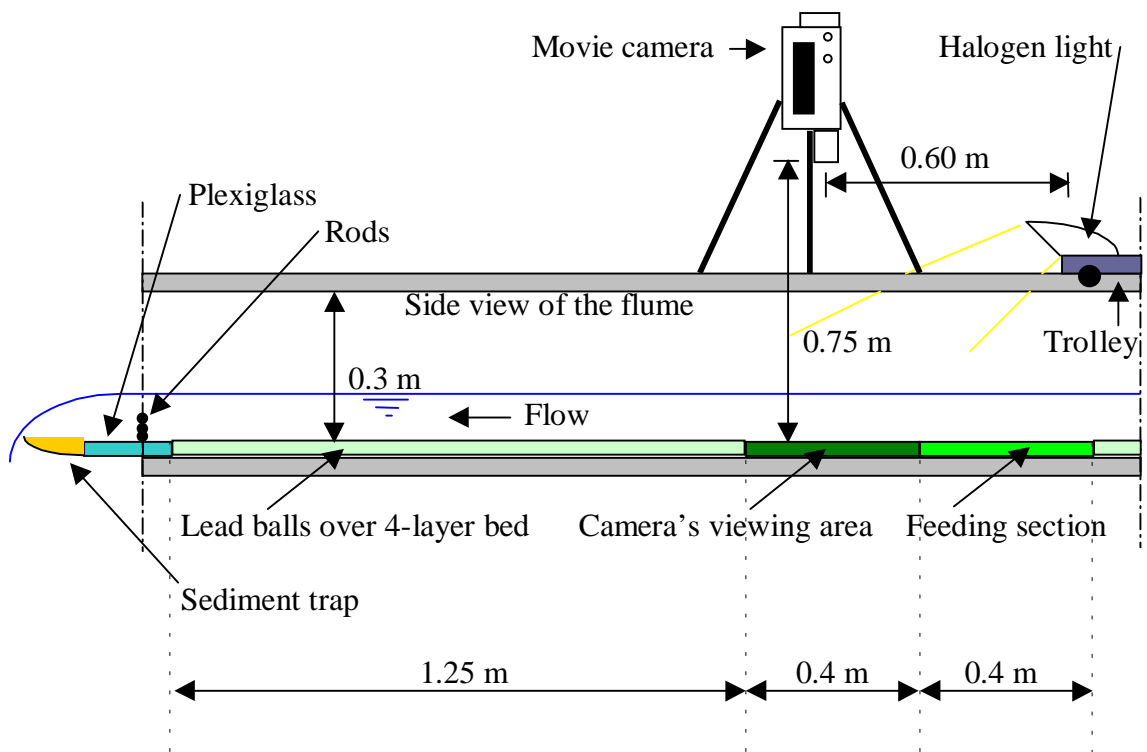 Movie camera
Halogen light
0.60 m
Plexiglass
Rods
Side view of the flume
0.75 m
Trolley
0.3 m
Flow
Lead balls over 4-layer bed
Camera's viewing area
Feeding section
Sediment trap
1.25 m
0.4 m
0.4 m